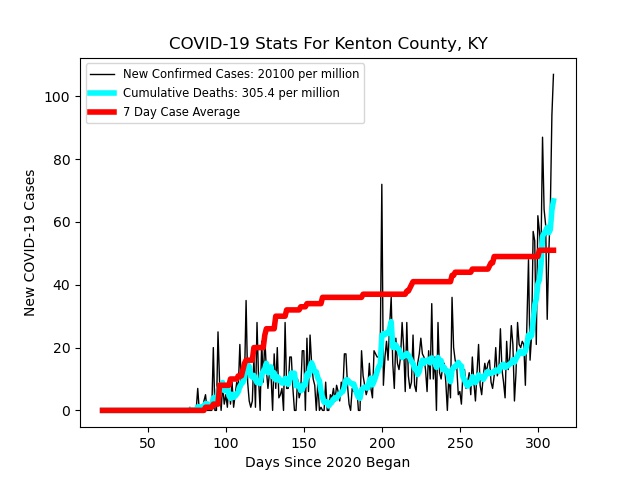 COVID-19 Stats For Kenton County, KY
New Confirmed Cases: 20100 per million
Cumulative Deaths: 305.4 per million
7 Day Case Average
New COVID-19 Cases
100
80
60
40
20
0
50 100 150 200 250 300
Days Since 2020 Began